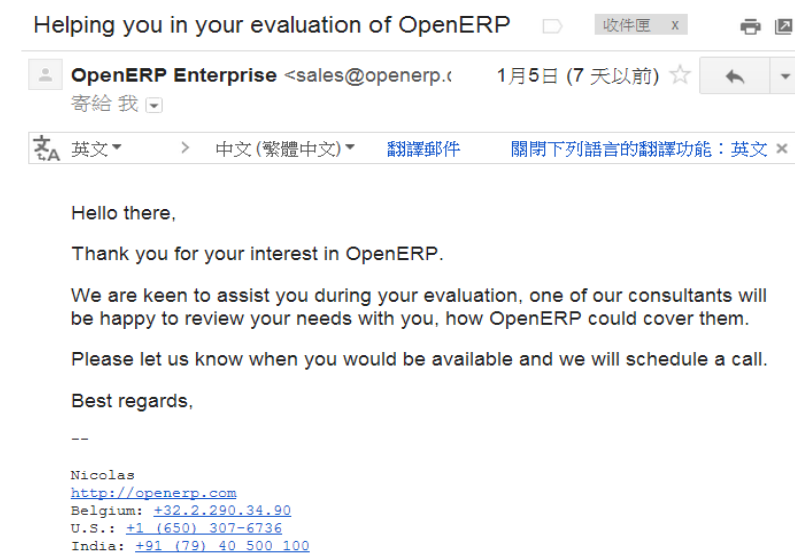 Helping you in your evaluation of OpenERP 收件匣 x
OpenERP Enterprise <sales@openerp.c 1月5日 (7 天以前)
寄給 我
英文 > 中文 (繁體中文) 翻譯郵件 關閉下列語言的翻譯功能：英文 ×
Hello there,
Thank you for your interest in OpenERP.
We are keen to assist you during your evaluation, one of our consultants will
be happy to review your needs with you, how OpenERP could cover them.
Please let us know when you would be available and we will schedule a call.
Best regards,
--
Nicolas
http://openerp.com
Belgium: +32.2.290.34.90
U.S.: +1 (650) 307-6736
India: +91 (79) 40 500 100